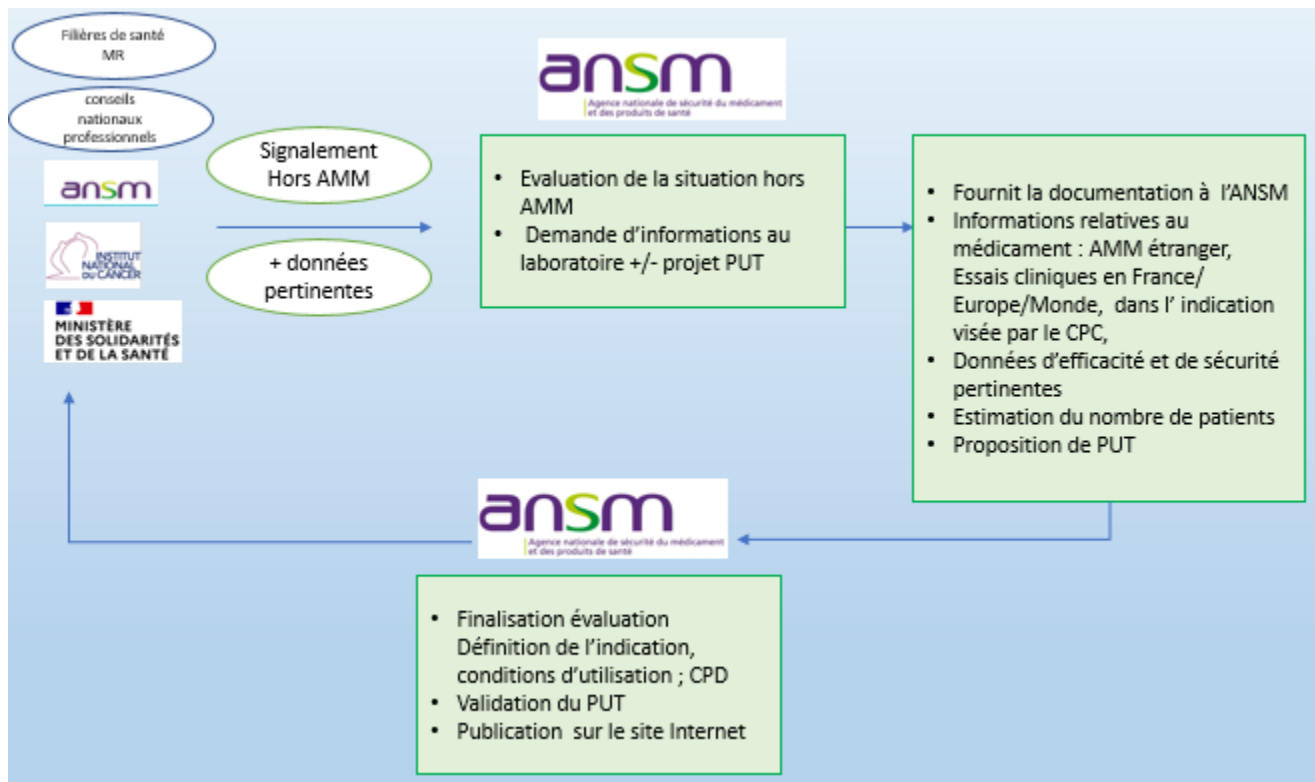 Filières de santé
MR
conseils
nationaux
professionnels
ansm
INSTITUT
NATIONAL
DU CANCER
MINISTÈRE
DES SOLIDARITÉS
ET DE LA SANTÉ
Signalement
Hors AMM
+ données
pertinentes
ansm
Agence nationale de sécurité du médicament
et des produits de santé
• Evaluation de la situation hors
AMM
• Demande d'informations au
laboratoire +/- projet PUT
• Fournit la documentation à l'ANSM
• Informations relatives au
médicament : AMM étranger,
Essais cliniques en France/
Europe/Monde, dans l' indication
visée par le CPC,
• Données d'efficacité et de sécurité
pertinentes
• Estimation du nombre de patients
• Proposition de PUT
ansm
Agence nationale de sécurité du médicament
et des produits de santé
• Finalisation évaluation
Définition de l'indication,
conditions d'utilisation ; CPD
• Validation du PUT
• Publication sur le site Internet